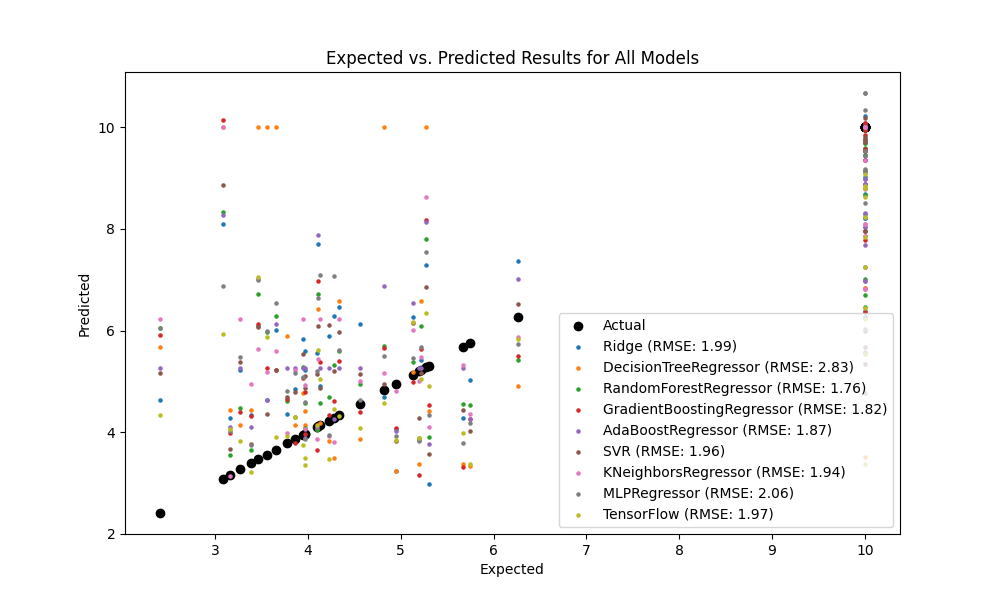 Expected vs. Predicted Results for All Models
10
8
6
4
2
Predicted
Actual
Ridge (RMSE: 1.99)
DecisionTreeRegressor (RMSE: 2.83)
RandomForestRegressor (RMSE: 1.76)
GradientBoostingRegressor (RMSE: 1.82)
AdaBoostRegressor (RMSE: 1.87)
SVR (RMSE: 1.96)
KNeighborsRegressor (RMSE: 1.94)
MLPRegressor (RMSE: 2.06)
TensorFlow (RMSE: 1.97)
3 4 5 6 7 8 9 10
Expected